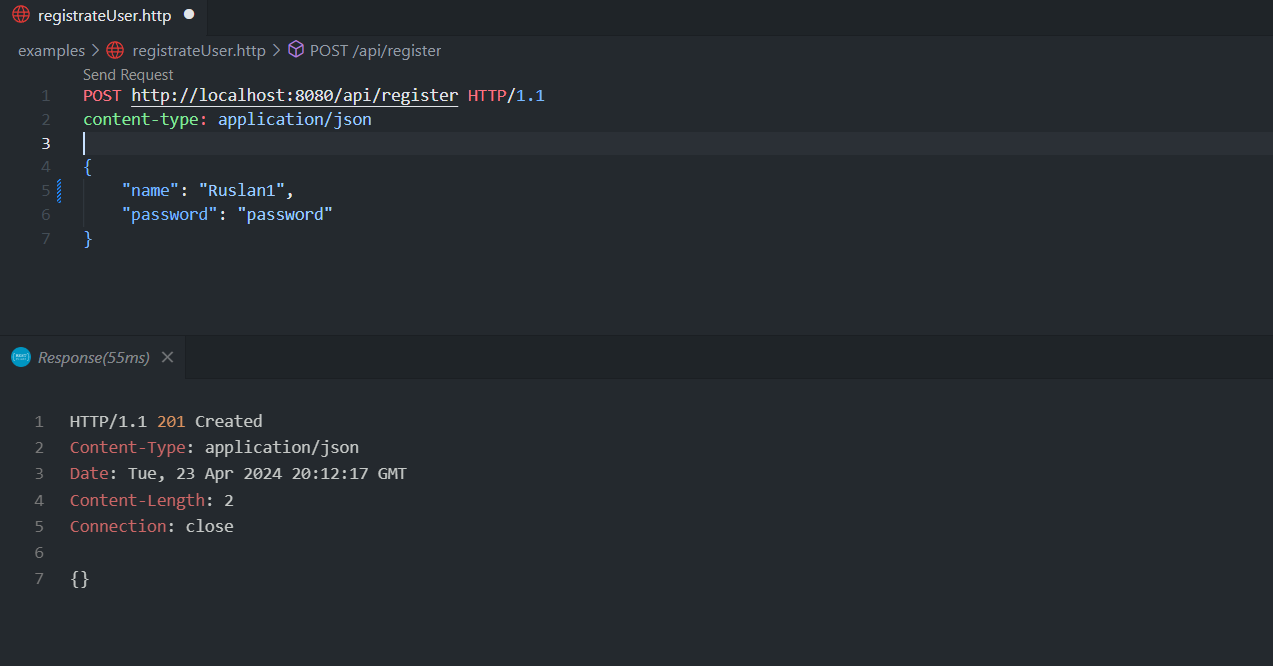 registrateUser.http
examples > registrateUser.http > POST /api/register
Send Request
1 POST http://localhost:8080/api/register HTTP/1.1
2 content-type: application/json
3
4 {
5     "name": "Ruslan1",
6     "password": "password"
7 }
Response(55ms)
1 HTTP/1.1 201 Created
2 Content-Type: application/json
3 Date: Tue, 23 Apr 2024 20:12:17 GMT
4 Content-Length: 2
5 Connection: close
6
7 {}